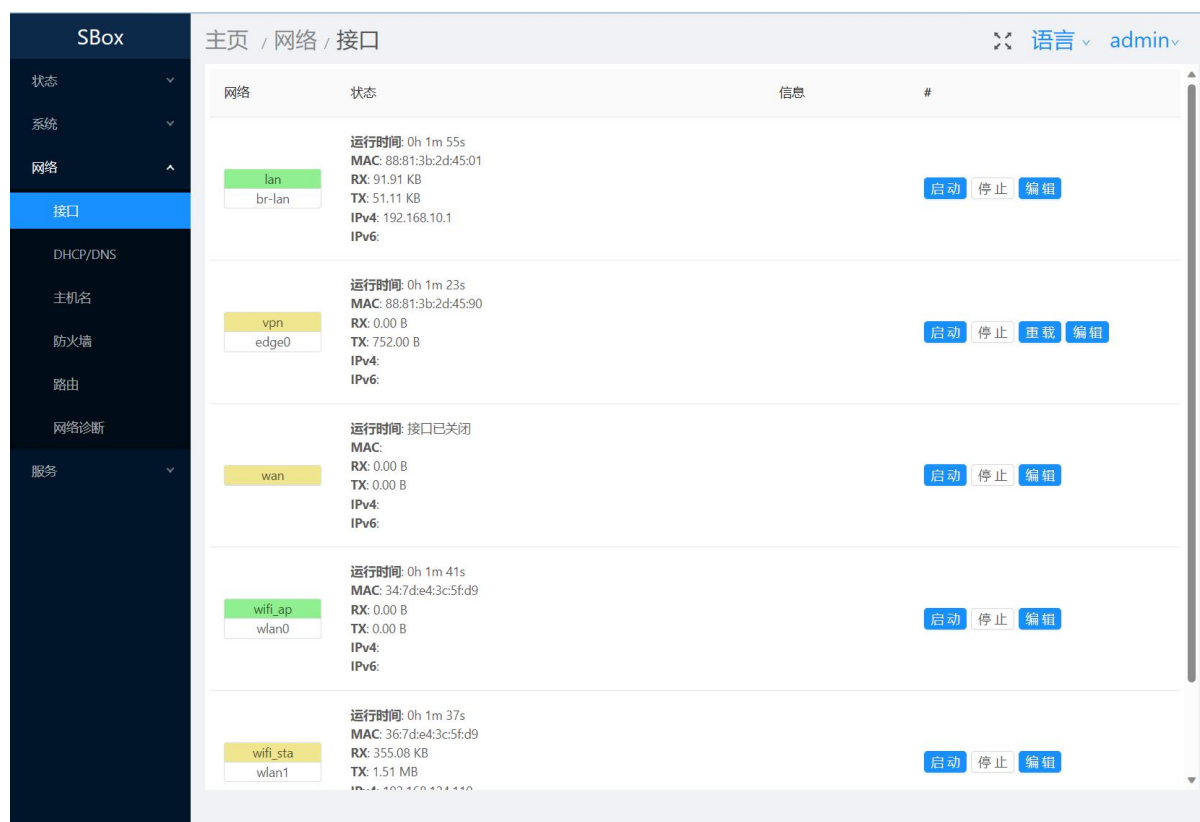 SBox
主页 / 网络 / 接口
语言
admin
状态
系统
网络
接口
DHCP/DNS
主机名
防火墙
路由
网络诊断
服务
网络 状态 信息 #
lan
br-lan
运行时间: 0h 1m 55s
MAC: 88:81:3b:2d:45:01
RX: 91.91 KB
TX: 51.11 KB
IPv4: 192.168.10.1
IPv6:
启动 停止 编辑
vpn
edge0
运行时间: 0h 1m 23s
MAC: 88:81:3b:2d:45:90
RX: 0.00 B
TX: 752.00 B
IPv4:
IPv6:
启动 停止 重载 编辑
wan
运行时间: 接口已关闭
MAC:
RX: 0.00 B
TX: 0.00 B
IPv4:
IPv6:
启动 停止 编辑
wifi_ap
wlan0
运行时间: 0h 1m 41s
MAC: 34:7d:e4:3c:5f:d9
RX: 0.00 B
TX: 0.00 B
IPv4:
IPv6:
启动 停止 编辑
wifi_sta
wlan1
运行时间: 0h 1m 37s
MAC: 36:7d:e4:3c:5f:d9
RX: 355.08 KB
TX: 1.51 MB
启动 停止 编辑